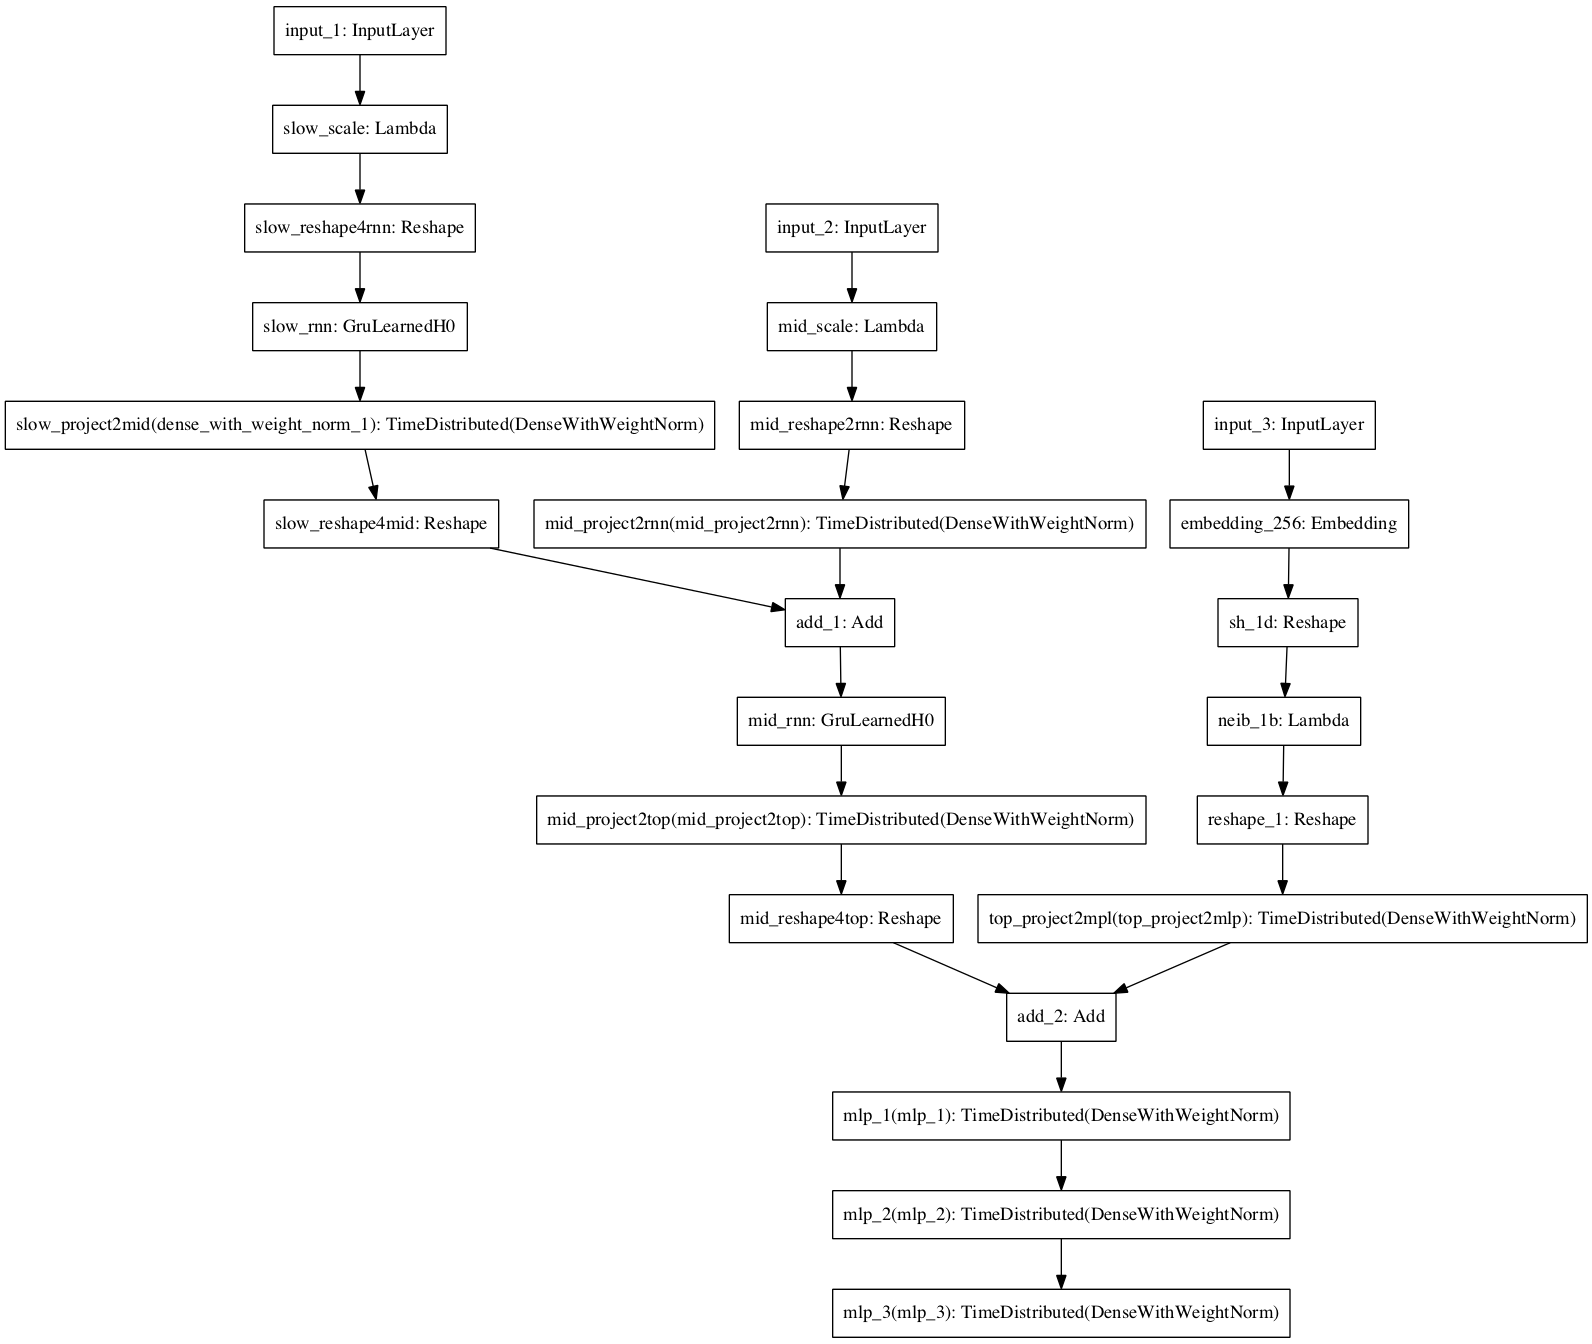 input_1: InputLayer
slow_scale: Lambda
slow_reshape4rnn: Reshape
input_2: InputLayer
slow_rnn: GruLearnedH0
mid_scale: Lambda
slow_project2mid(dense_with_weight_norm_1): TimeDistributed(DenseWithWeightNorm)
mid_reshape2rnn: Reshape
input_3: InputLayer
slow_reshape4mid: Reshape
mid_project2rnn(mid_project2rnn): TimeDistributed(DenseWithWeightNorm)
embedding_256: Embedding
add_1: Add
sh_1d: Reshape
mid_rnn: GruLearnedH0
neib_1b: Lambda
mid_project2top(mid_project2top): TimeDistributed(DenseWithWeightNorm)
reshape_1: Reshape
mid_reshape4top: Reshape
top_project2mpl(top_project2mlp): TimeDistributed(DenseWithWeightNorm)
add_2: Add
mlp_1(mlp_1): TimeDistributed(DenseWithWeightNorm)
mlp_2(mlp_2): TimeDistributed(DenseWithWeightNorm)
mlp_3(mlp_3): TimeDistributed(DenseWithWeightNorm)